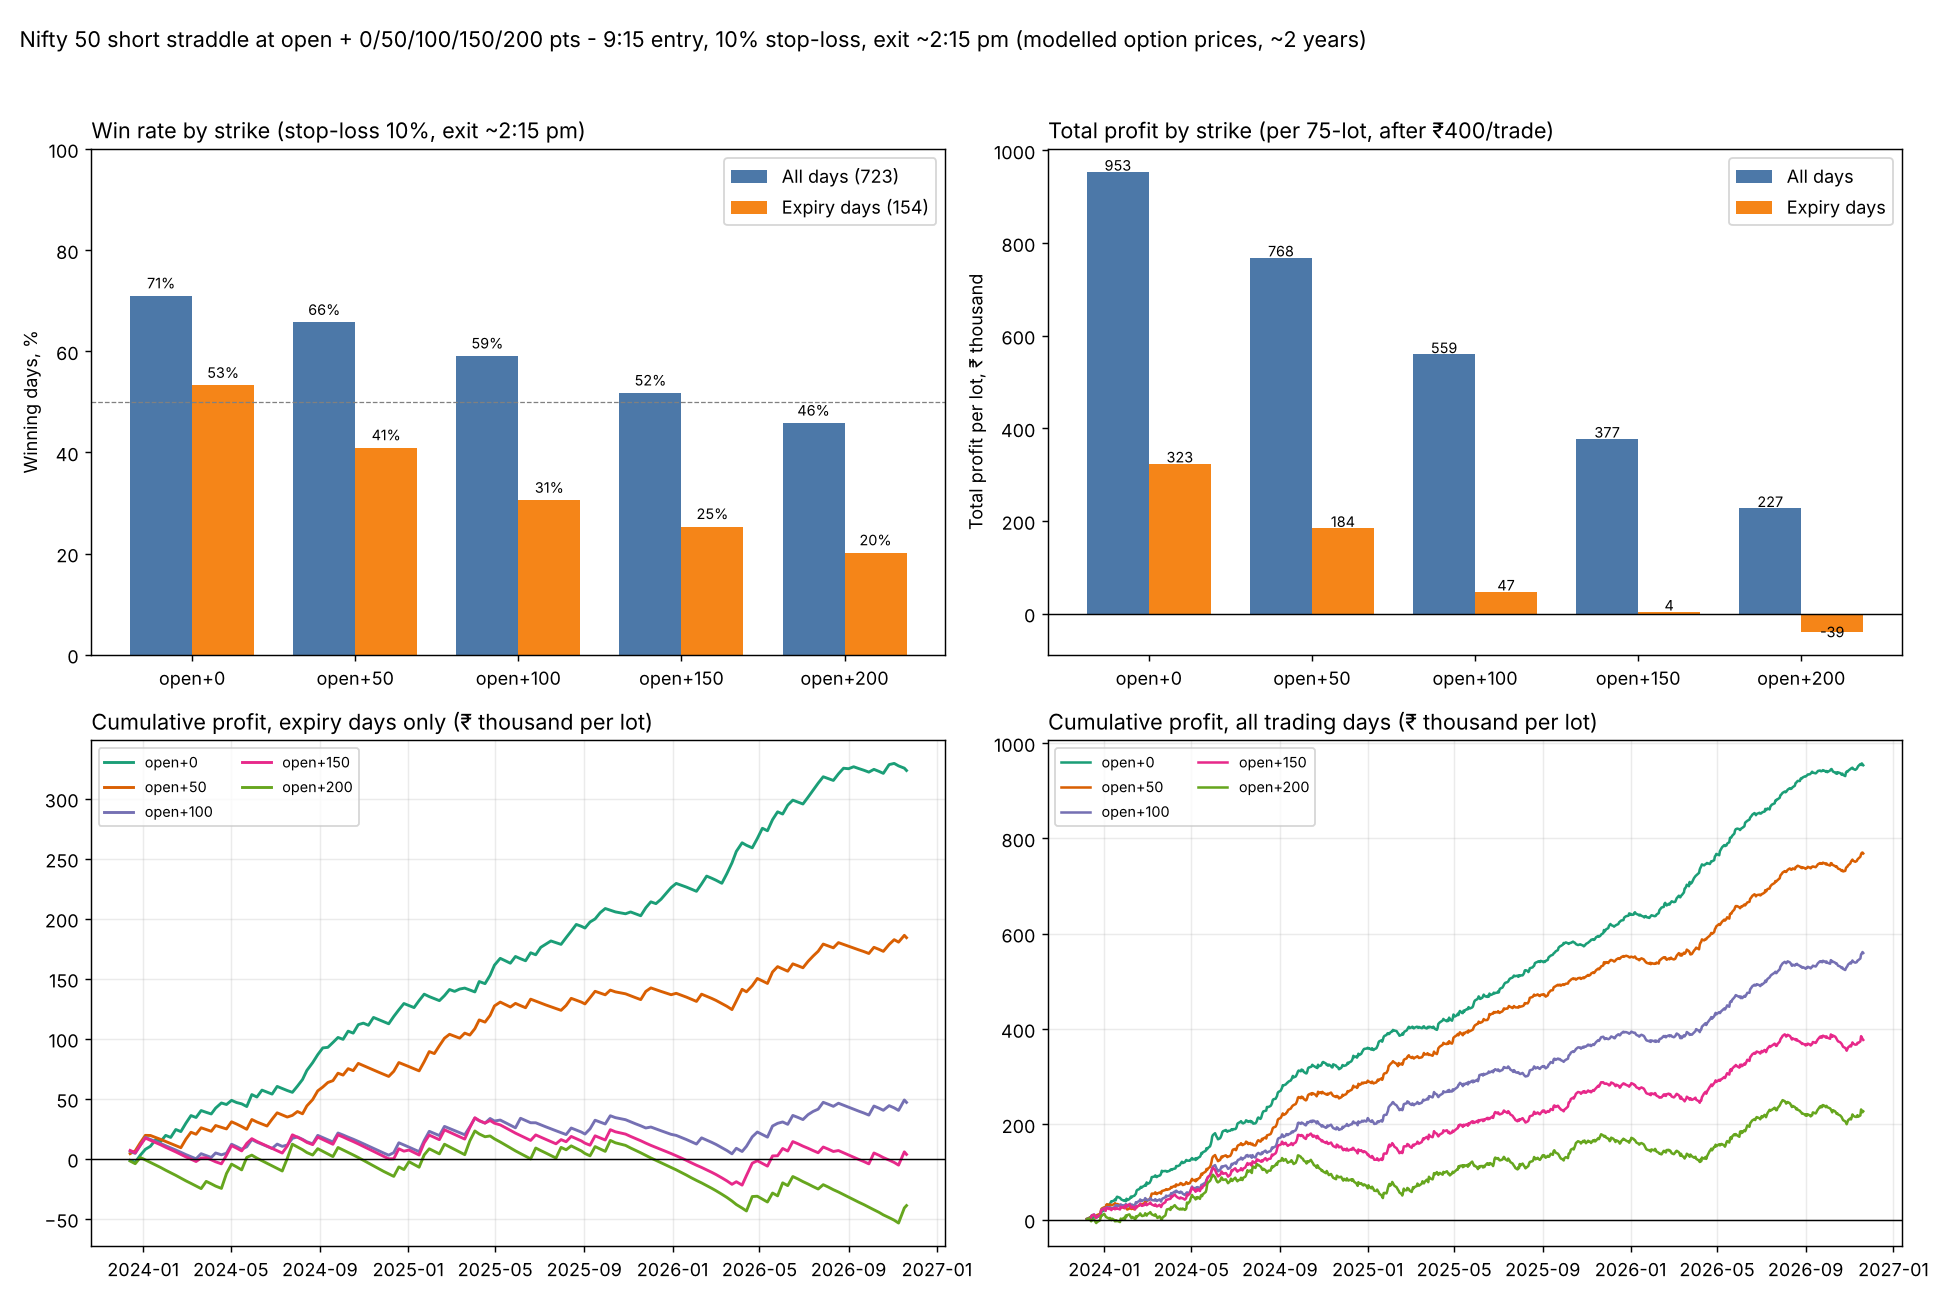 Nifty 50 short straddle at open + 0/50/100/150/200 pts - 9:15 entry, 10% stop-loss, exit ~2:15 pm (modelled option prices, ~2 years)
Win rate by strike (stop-loss 10%, exit ~2:15 pm)
Winning days, %
100
80
60
40
20
0
All days (723)
Expiry days (154)
71%
53%
66%
41%
59%
31%
52%
25%
46%
20%
open+0
open+50
open+100
open+150
open+200
Total profit by strike (per 75-lot, after ₹400/trade)
Total profit per lot, ₹ thousand
1000
800
600
400
200
0
All days
Expiry days
953
323
768
184
559
47
377
4
227
-39
open+0
open+50
open+100
open+150
open+200
Cumulative profit, expiry days only (₹ thousand per lot)
open+0
open+50
open+100
open+150
open+200
300
250
200
150
100
50
0
−50
2024-01
2024-05
2024-09
2025-01
2025-05
2025-09
2026-01
2026-05
2026-09
2027-01
Cumulative profit, all trading days (₹ thousand per lot)
open+0
open+50
open+100
open+150
open+200
1000
800
600
400
200
0
2024-01
2024-05
2024-09
2025-01
2025-05
2025-09
2026-01
2026-05
2026-09
2027-01